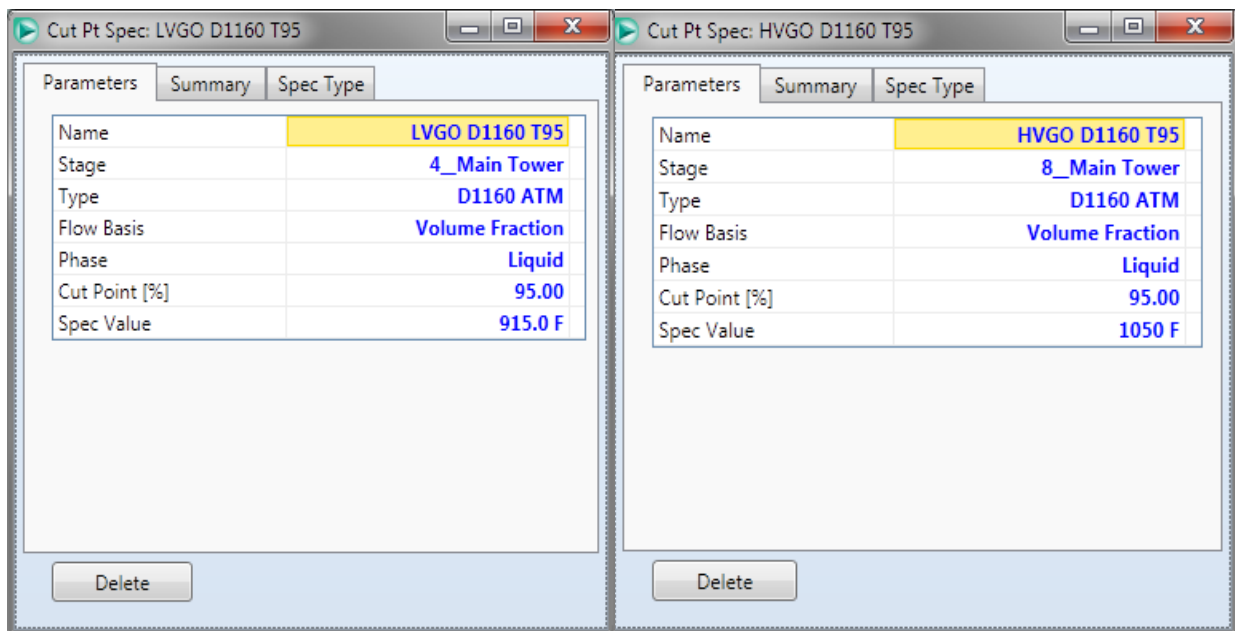 Cut Pt Spec: LVGO D1160 T95
Parameters Summary Spec Type
Name LVGO D1160 T95
Stage 4_Main Tower
Type D1160 ATM
Flow Basis Volume Fraction
Phase Liquid
Cut Point [%] 95.00
Spec Value 915.0 F
Delete
Cut Pt Spec: HVGO D1160 T95
Parameters Summary Spec Type
Name HVGO D1160 T95
Stage 8_Main Tower
Type D1160 ATM
Flow Basis Volume Fraction
Phase Liquid
Cut Point [%] 95.00
Spec Value 1050 F
Delete